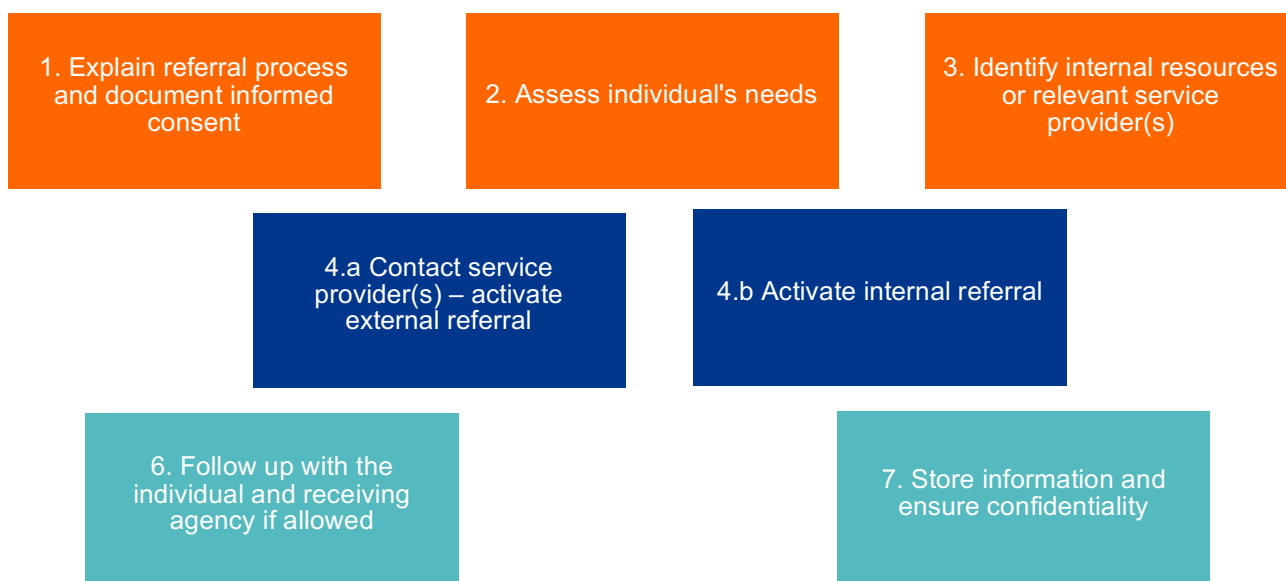 1. Explain referral process
and document informed
consent
2. Assess individual's needs
3. Identify internal resources
or relevant service
provider(s)
4.a Contact service
provider(s) – activate
external referral
4.b Activate internal referral
6. Follow up with the
individual and receiving
agency if allowed
7. Store information and
ensure confidentiality